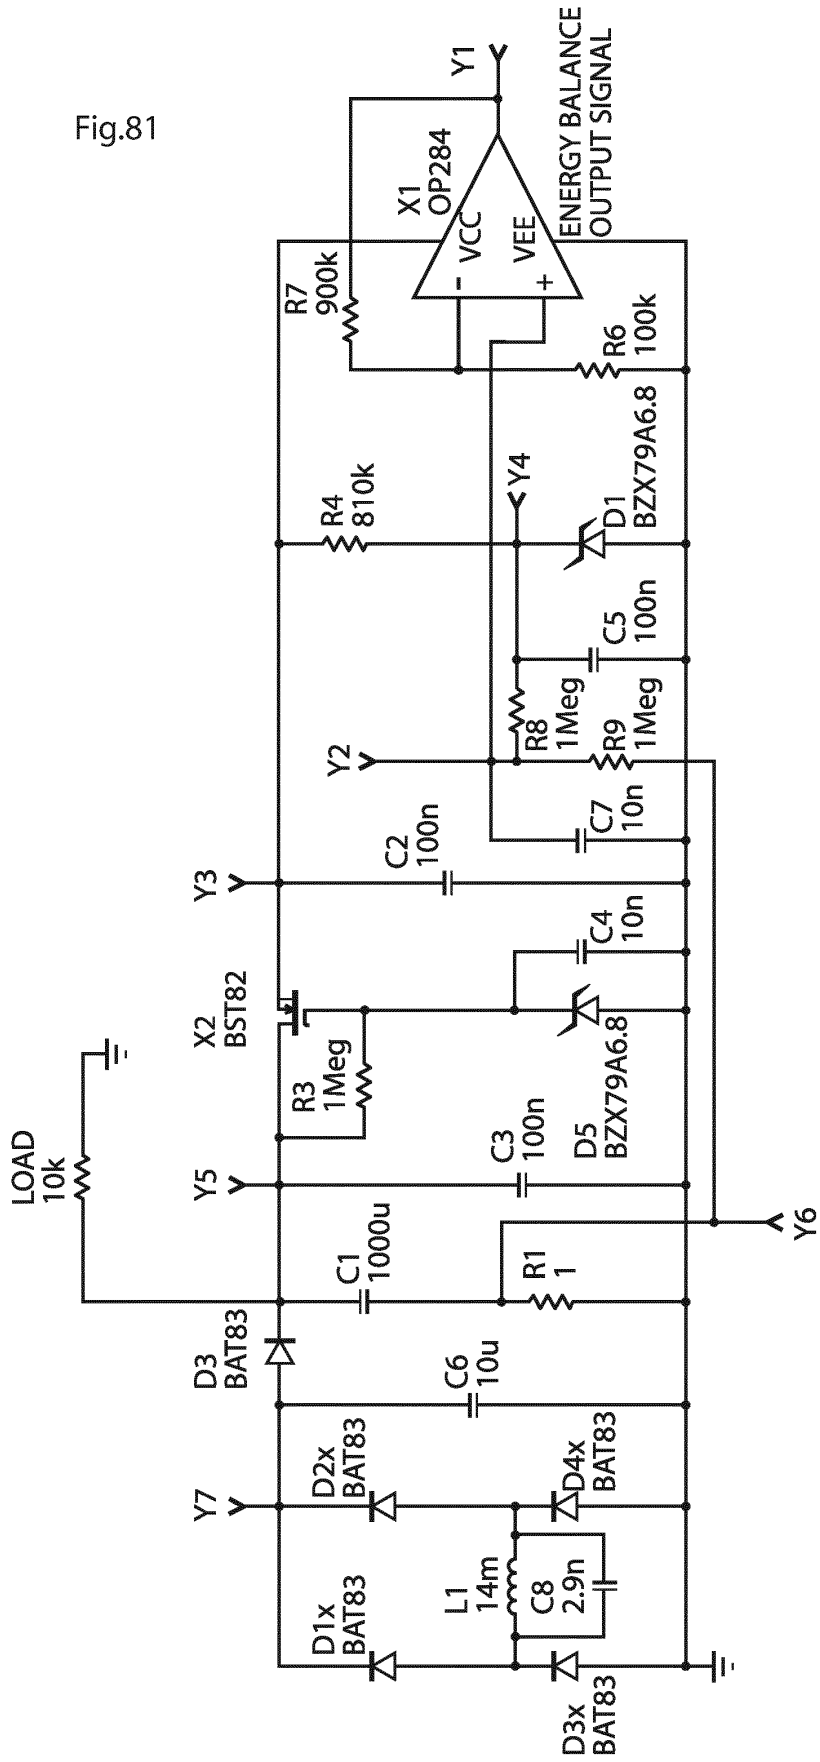 Fig.81
Y1
ENERGY BALANCE
OUTPUT SIGNAL
X1
OP284
VCC
VEE
-
+
R7
900k
R6
100k
R4
810k
Y4
D1
BZX79A6.8
C5
100n
R8
1Meg
R9
1Meg
Y2
C7
10n
C2
100n
Y3
C4
10n
X2
BST82
R3
1Meg
D5
BZX79A6.8
LOAD
10k
Y5
C3
100n
Y6
C1
1000u
R1
1
D3
BAT83
C6
10u
D2x
BAT83
D4x
BAT83
Y7
L1
14m
C8
2.9n
D1x
BAT83
D3x
BAT83